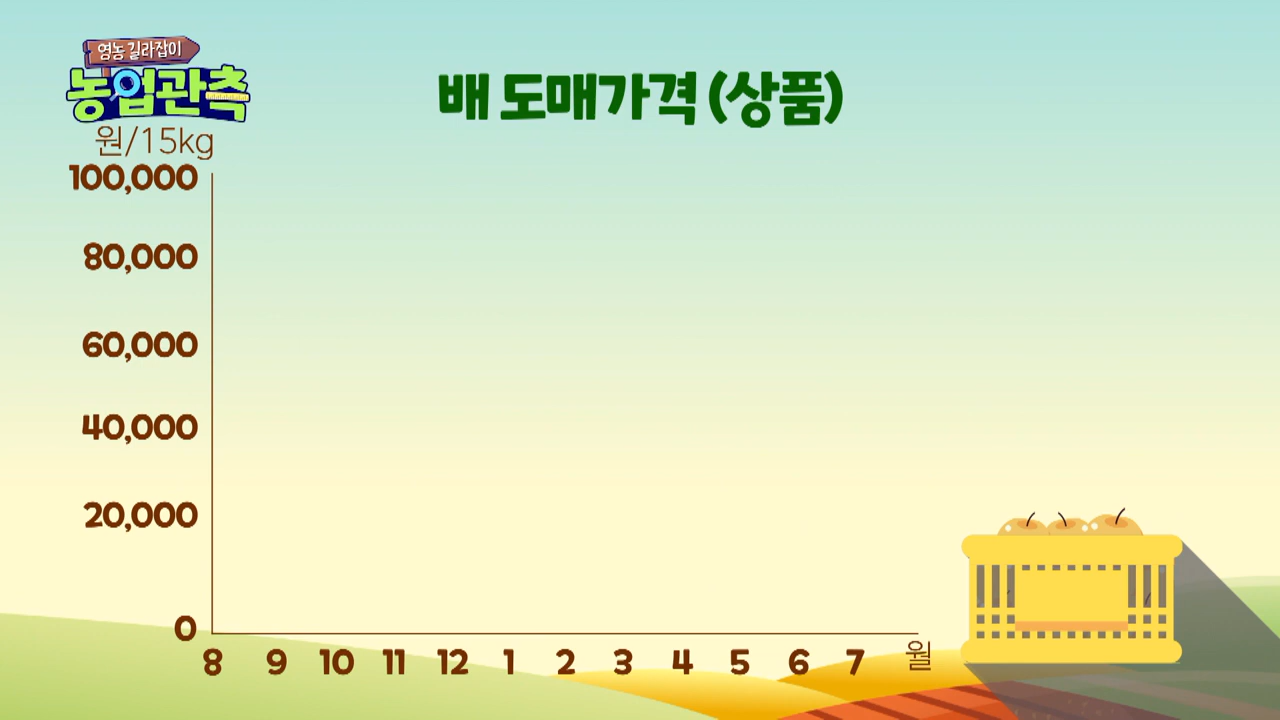 영농 길라잡이
농업관측
배 도매가격 (상품)
원/15kg
100,000
80,000
60,000
40,000
20,000
0
8 9 10 11 12 1 2 3 4 5 6 7 월